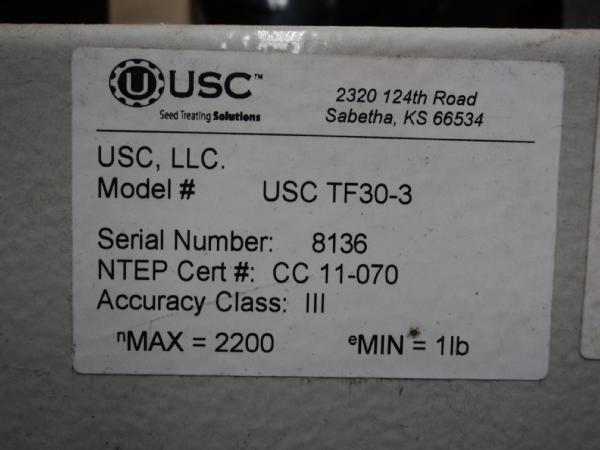 USC™
Seed Treating Solutions
2320 124th Road
Sabetha, KS 66534
USC, LLC.
Model # USC TF30-3
Serial Number: 8136
NTEP Cert #: CC 11-070
Accuracy Class: III
nMAX = 2200 eMIN = 1lb